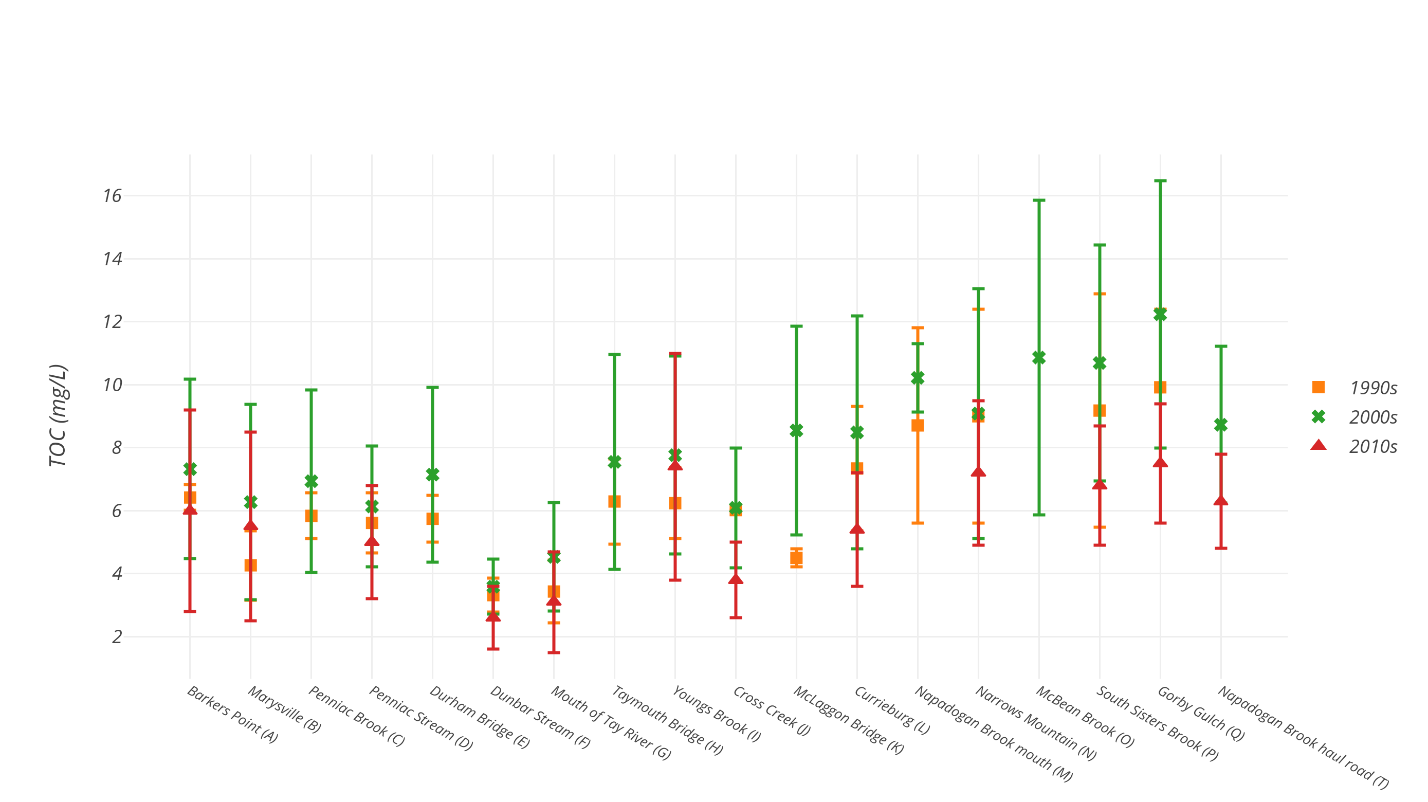 16
14
12
10
8
6
4
2
TOC (mg/L)
1990s
2000s
2010s
Barkers Point (A)
Marysville (B)
Penniac Brook (C)
Penniac Stream (D)
Durham Bridge (E)
Dunbar Stream (F)
Mouth of Tay River (G)
Taymouth Bridge (H)
Youngs Brook (I)
Cross Creek (J)
McLaggon Bridge (K)
Currieburg (L)
Napadogan Brook mouth (M)
Narrows Mountain (N)
McBean Brook (O)
South Sisters Brook (P)
Gorby Gulch (Q)
Napadogan Brook haul road (T)